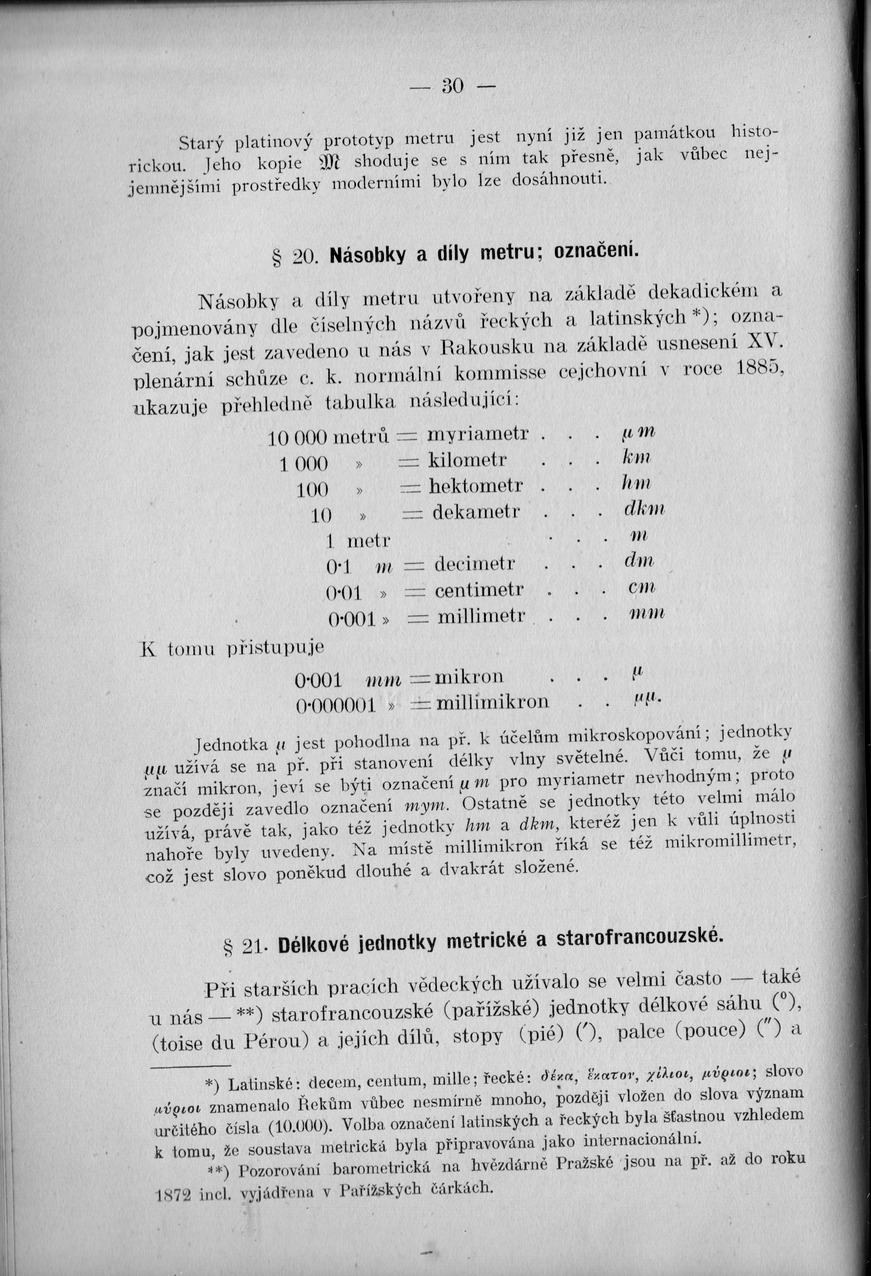 — 30 —
Starý platinový prototyp metru jest nyní již jen památkou histo-
rickou. Jeho kopie 𝔐 shoduje se s ním tak přesně, jak vůbec nej-
jemnějšími prostředky moderními bylo lze dosáhnouti.
§ 20. Násobky a díly metru; označení.
Násobky a díly metru utvořeny na základě dekadickém a
pojmenovány dle číselných názvů řeckých a latinských *); ozna-
čení, jak jest zavedeno u nás v Rakousku na základě usnesení XV.
plenární schůze c. k. normální kommisse cejchovní v roce 1885,
ukazuje přehledně tabulka následující:
10 000 metrů = myriametr . . . μm
1 000 » = kilometr . . . km
100 » = hektometr . . . hm
10 » = dekametr . . . dkm
1 metr . . . m
0·1 m = decimetr . . . dm
0·01 » = centimetr . . . cm
0·001 » = millimetr . . . mm
K tomu přistupuje
0·001 mm = mikron . . . μ
0·000001 » = millimikron . . μμ.
Jednotka μ jest pohodlna na př. k účelům mikroskopování; jednotky
μμ užívá se na př. při stanovení délky vlny světelné. Vůči tomu, že μ
značí mikron, jeví se býti označení μm pro myriametr nevhodným; proto
se později zavedlo označení mym. Ostatně se jednotky této velmi málo
užívá, právě tak, jako též jednotky hm a dkm, kteréž jen k vůli úplnosti
nahoře byly uvedeny. Na místě millimikron říká se též mikromillimetr,
což jest slovo poněkud dlouhé a dvakrát složené.
§ 21. Délkové jednotky metrické a starofrancouzské.
Při starších pracích vědeckých užívalo se velmi často — také
u nás — **) starofrancouzské (pařížské) jednotky délkové sáhu (⁰),
(toise du Pérou) a jejích dílů, stopy (pié) (′), palce (pouce) (″) a
*) Latinské: decem, centum, mille; řecké: δέκα, ἕκατον, χίλιοι, μύριοι; slovo
μύριοι znamenalo Řekům vůbec nesmírně mnoho, později vložen do slova význam
určitého čísla (10.000). Volba označení latinských a řeckých byla šťastnou vzhledem
k tomu, že soustava metrická byla připravována jako internacionální.
**) Pozorování barometrická na hvězdárně Pražské jsou na př. až do roku
1872 incl. vyjádřena v Pařížských čárkách.